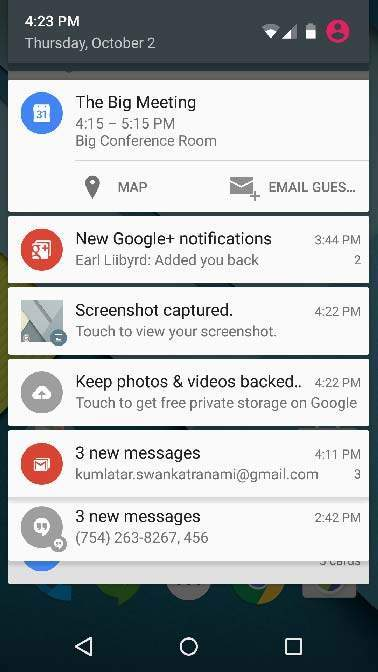 4:23 PM
Thursday, October 2
The Big Meeting
4:15 – 5:15 PM
Big Conference Room
MAP
EMAIL GUES...
New Google+ notifications 3:44 PM
Earl Liibyrd: Added you back 2
Screenshot captured. 4:22 PM
Touch to view your screenshot.
Keep photos & videos backed.. 4:22 PM
Touch to get free private storage on Google
3 new messages 4:11 PM
kumlatar.swankatranami@gmail.com 3
3 new messages 2:42 PM
(754) 263-8267, 456
cards